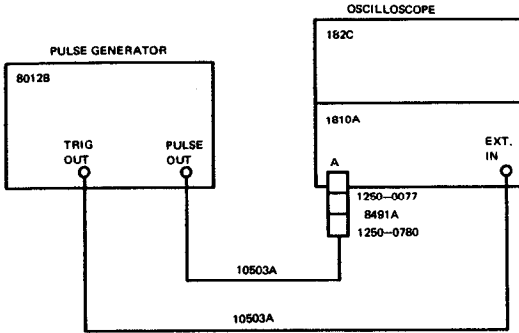 OSCILLOSCOPE
182C
PULSE GENERATOR
8012B
1810A
TRIG
OUT
PULSE
OUT
A
EXT.
IN
1250-0077
8491A
1250-0780
10503A
10503A